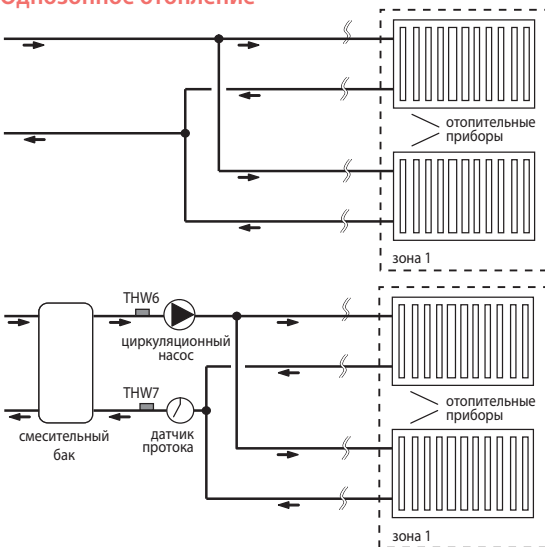 Однозонное отопление
отопительные
приборы
зона 1
THW6
циркуляционный
насос
THW7
отопительные
приборы
смесительный
бак
датчик
протока
зона 1